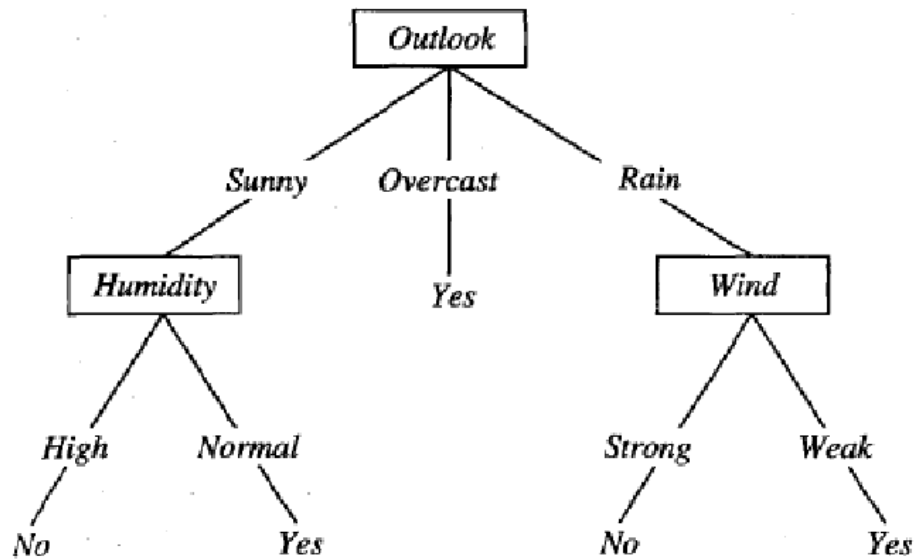 Outlook
Sunny Overcast Rain
Humidity Yes Wind
High Normal Strong Weak
No Yes No Yes